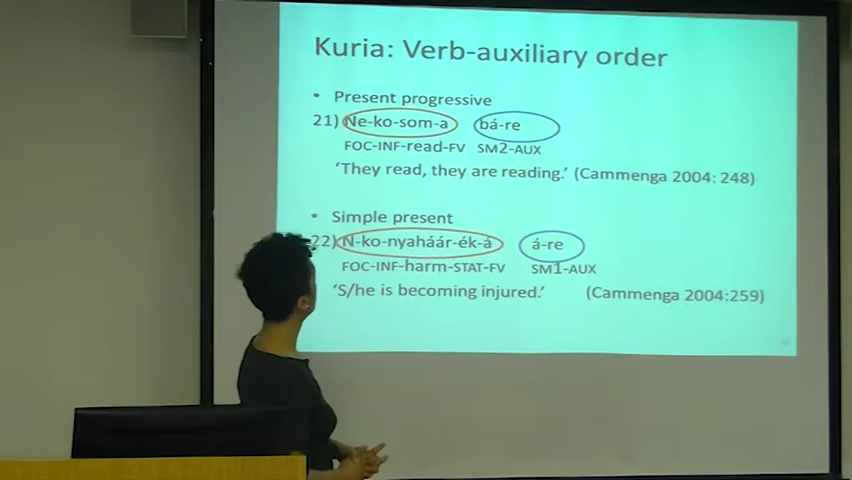 Kuria: Verb-auxiliary order
• Present progressive
21) Ne-ko-som-a bá-re
FOC-INF-read-FV SM2-AUX
‘They read, they are reading.’ (Cammenga 2004: 248)
• Simple present
22) N-ko-nyaháár-ék-á á-re
FOC-INF-harm-STAT-FV SM1-AUX
‘S/he is becoming injured.’ (Cammenga 2004:259)